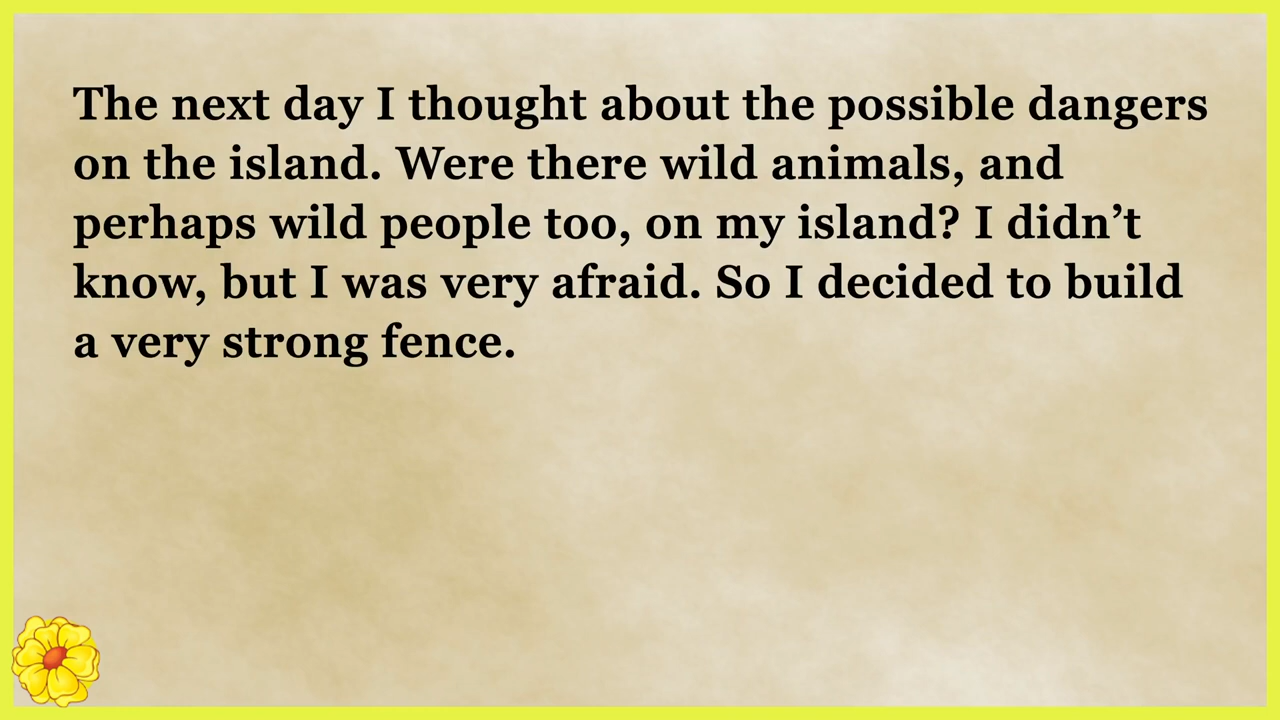 The next day I thought about the possible dangers
on the island. Were there wild animals, and
perhaps wild people too, on my island? I didn’t
know, but I was very afraid. So I decided to build
a very strong fence.